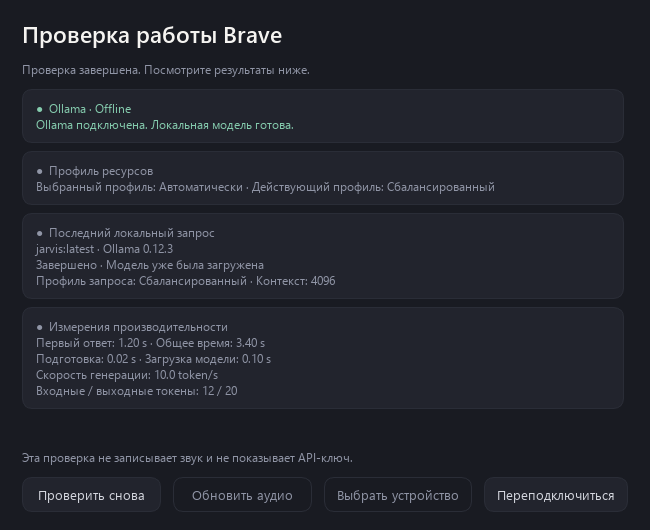 Проверка работы Brave
Проверка завершена. Посмотрите результаты ниже.
● Ollama · Offline
Ollama подключена. Локальная модель готова.
● Профиль ресурсов
Выбранный профиль: Автоматически · Действующий профиль: Сбалансированный
● Последний локальный запрос
jarvis:latest · Ollama 0.12.3
Завершено · Модель уже была загружена
Профиль запроса: Сбалансированный · Контекст: 4096
● Измерения производительности
Первый ответ: 1.20 s · Общее время: 3.40 s
Подготовка: 0.02 s · Загрузка модели: 0.10 s
Скорость генерации: 10.0 token/s
Входные / выходные токены: 12 / 20
Эта проверка не записывает звук и не показывает API-ключ.
Проверить снова
Обновить аудио
Выбрать устройство
Переподключиться